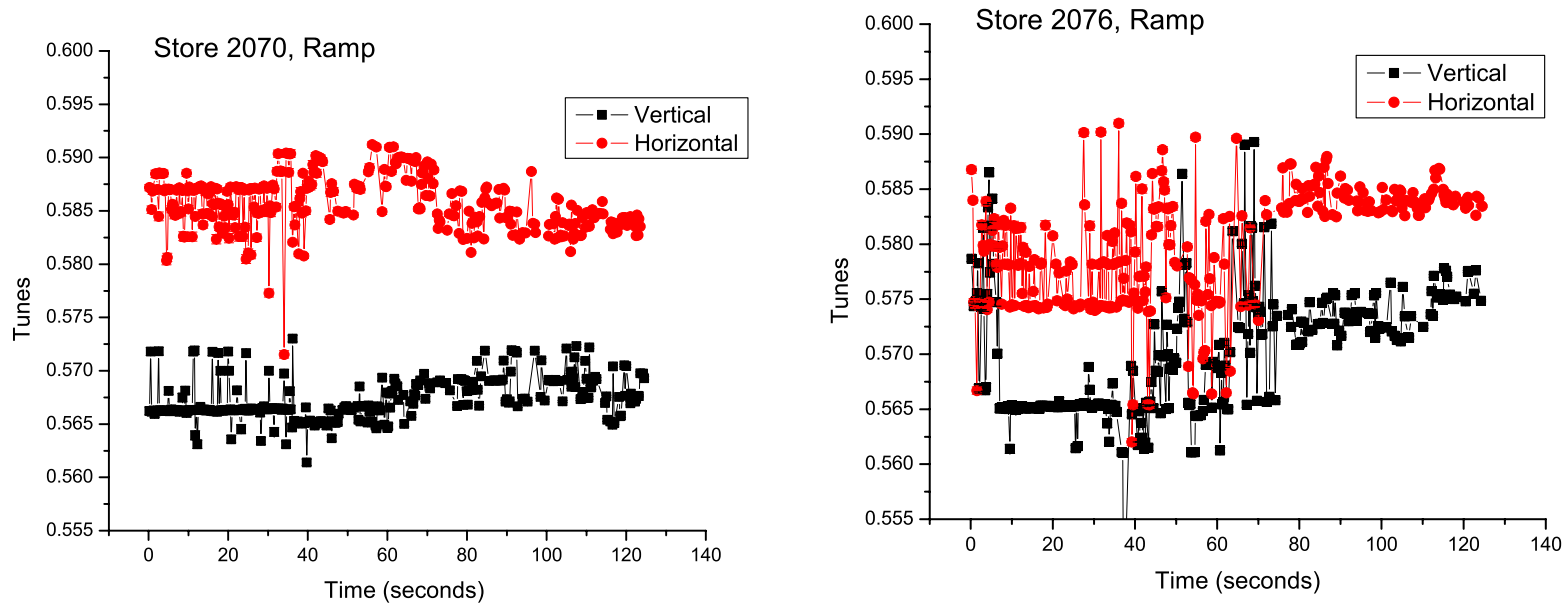 Store 2070, Ramp
Vertical
Horizontal
0.600
0.595
0.590
0.585
0.580
0.575
0.570
0.565
0.560
0.555
Tunes
0 20 40 60 80 100 120 140
Time (seconds)
Store 2076, Ramp
Vertical
Horizontal
0.600
0.595
0.590
0.585
0.580
0.575
0.570
0.565
0.560
0.555
Tunes
0 20 40 60 80 100 120 140
Time (seconds)